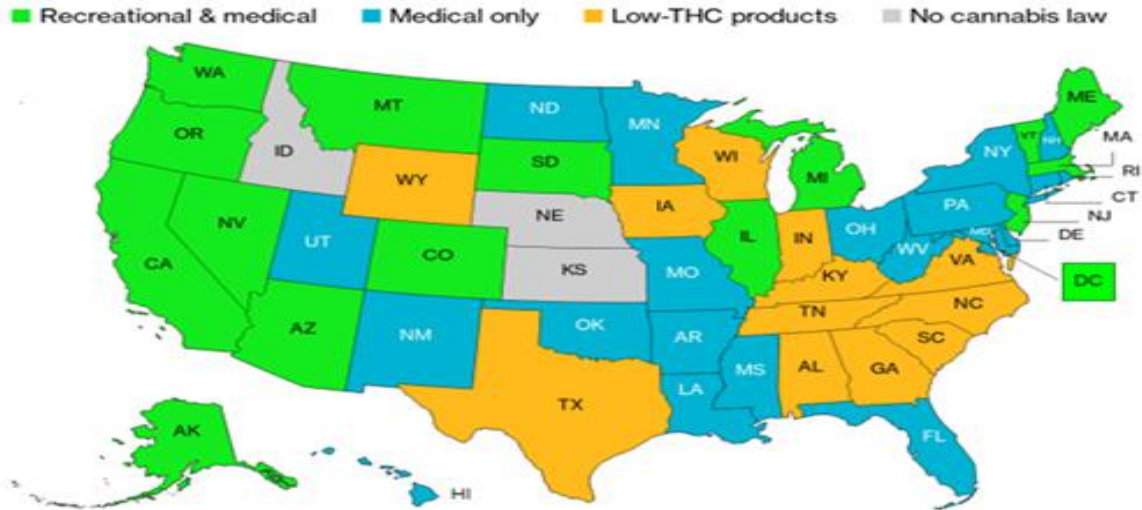 Recreational & medical Medical only Low-THC products No cannabis law
WA
MT
ND
MN
ME
OR
ID
SD
WI
VT
NH
MA
WY
MI
NY
RI
CT
NE
IA
PA
NJ
NV
UT
IL
IN
OH
MD
DE
CA
CO
KS
MO
WV
VA
DC
KY
NC
AZ
NM
OK
AR
TN
SC
MS
AL
GA
TX
LA
AK
FL
HI